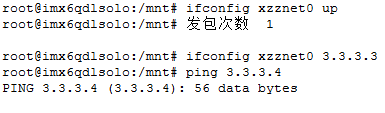 root@imx6qdlsolo:/mnt# ifconfig xzznet0 up
root@imx6qdlsolo:/mnt# 发包次数 1
root@imx6qdlsolo:/mnt# ifconfig xzznet0 3.3.3.3
root@imx6qdlsolo:/mnt# ping 3.3.3.4
PING 3.3.3.4 (3.3.3.4): 56 data bytes